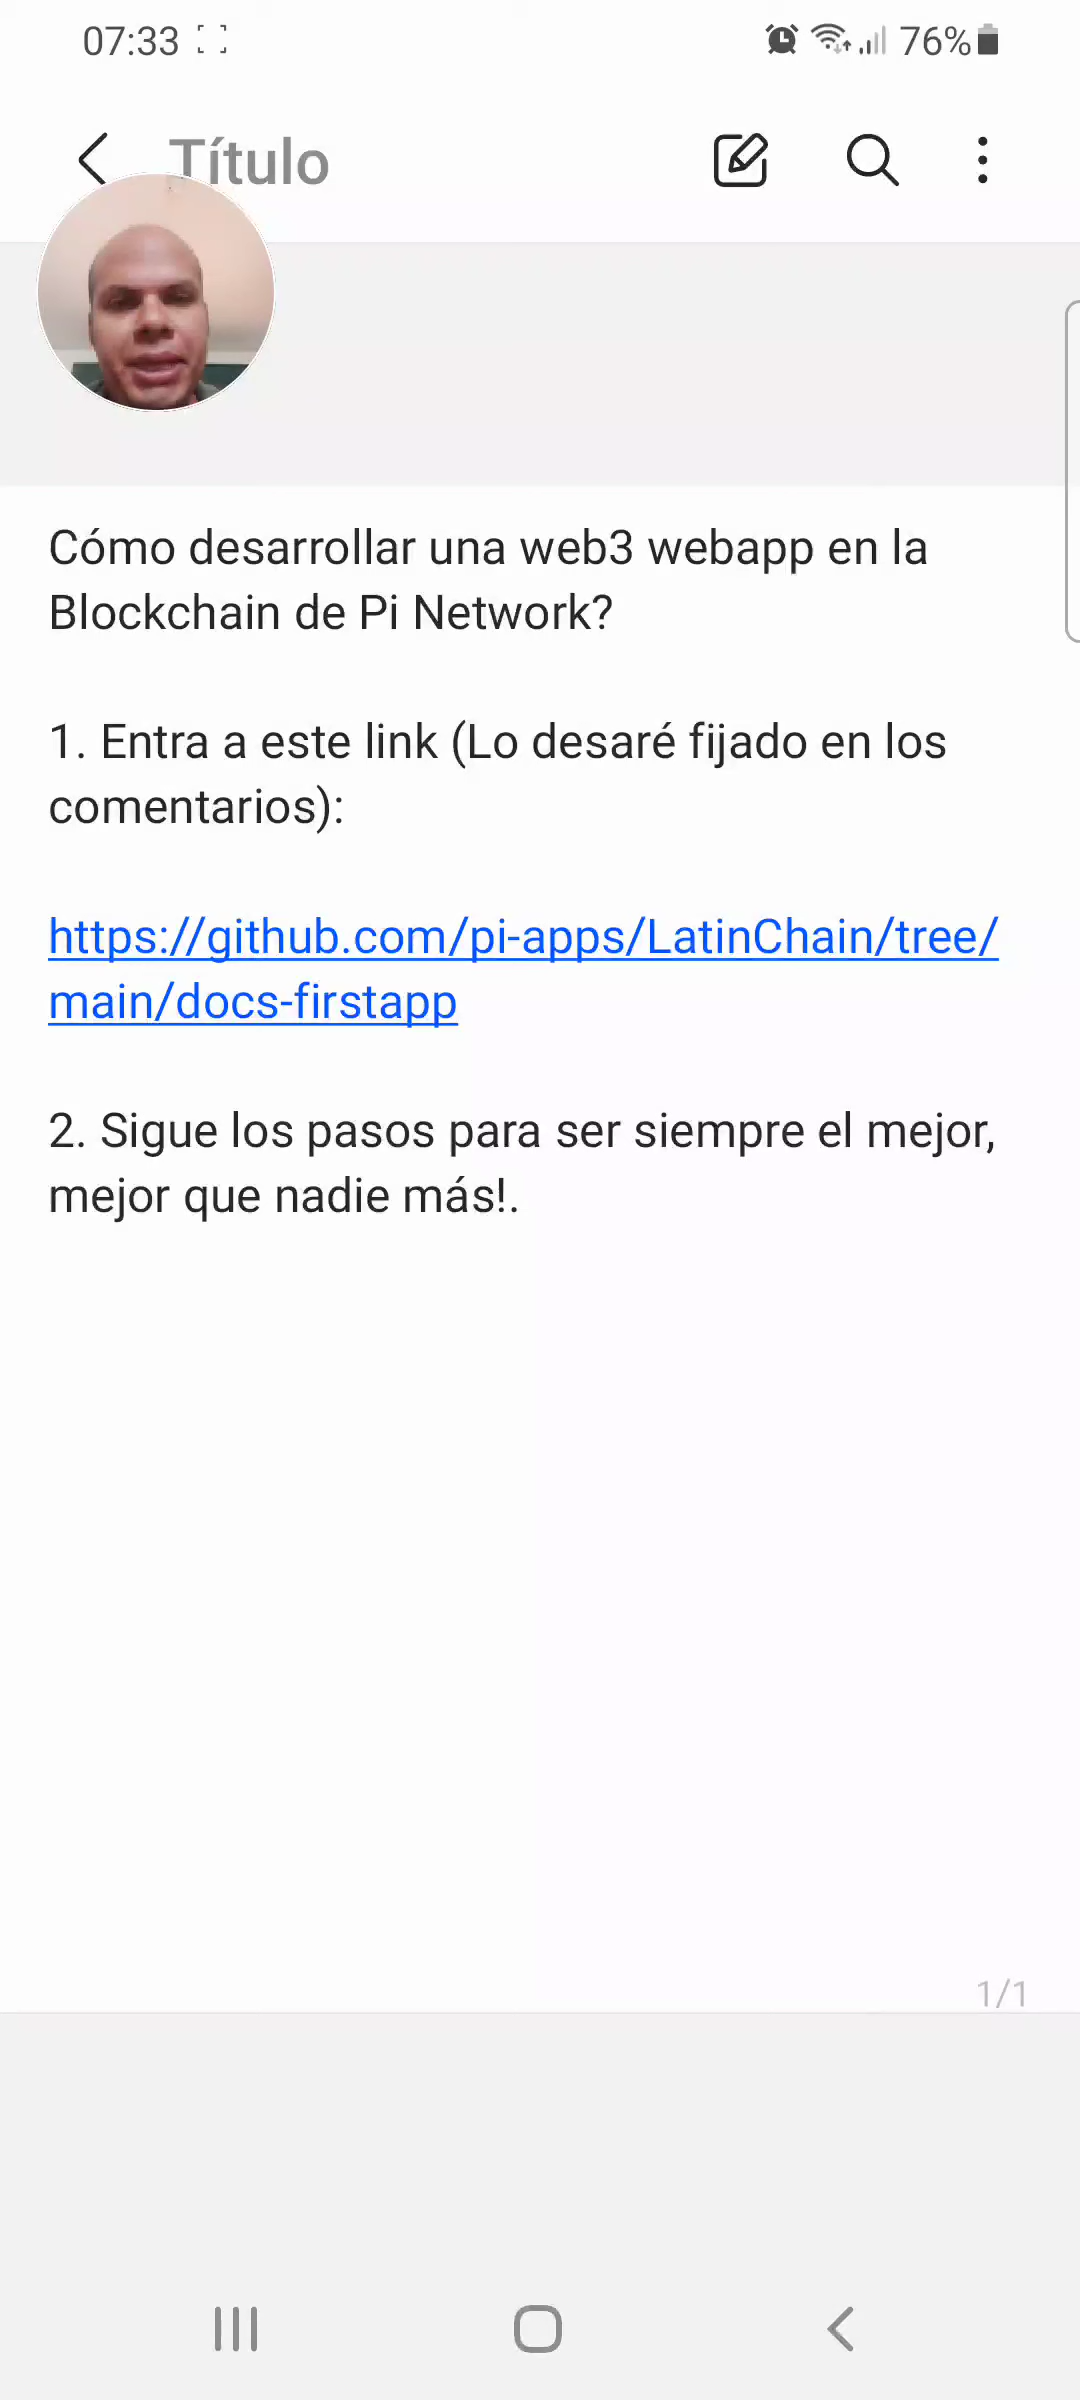 07:33
76%
Título
Cómo desarrollar una web3 webapp en la
Blockchain de Pi Network?
1. Entra a este link (Lo desaré fijado en los
comentarios):
https://github.com/pi-apps/LatinChain/tree/
main/docs-firstapp
2. Sigue los pasos para ser siempre el mejor,
mejor que nadie más!.
1/1